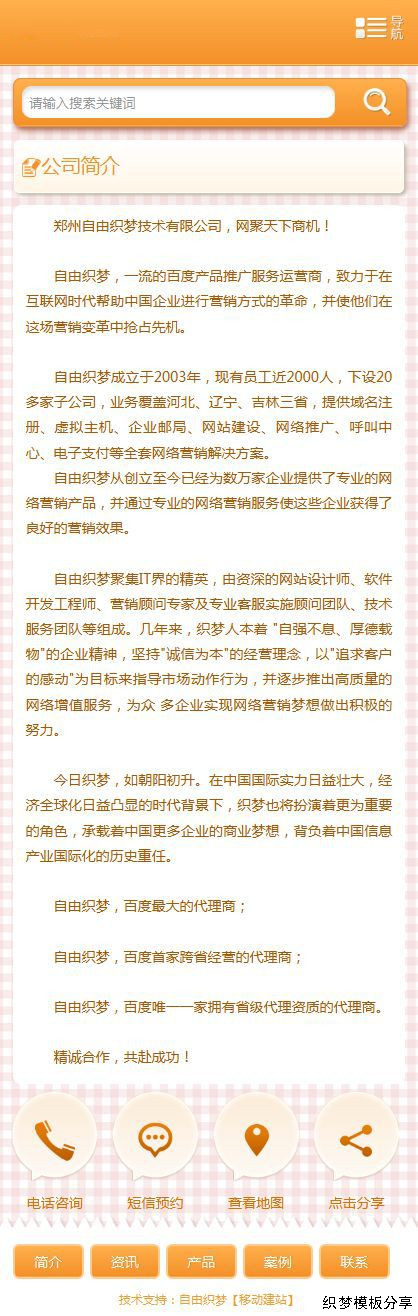 导
航
请输入搜索关键词
公司简介
郑州自由织梦技术有限公司，网聚天下商机！
自由织梦，一流的百度产品推广服务运营商，致力于在
互联网时代帮助中国企业进行营销方式的革命，并使他们在
这场营销变革中抢占先机。
自由织梦成立于2003年，现有员工近2000人，下设20
多家子公司，业务覆盖河北、辽宁、吉林三省，提供域名注
册、虚拟主机、企业邮局、网站建设、网络推广、呼叫中
心、电子支付等全套网络营销解决方案。
自由织梦从创立至今已经为数万家企业提供了专业的网
络营销产品，并通过专业的网络营销服务使这些企业获得了
良好的营销效果。
自由织梦聚集IT界的精英，由资深的网站设计师、软件
开发工程师、营销顾问专家及专业客服实施顾问团队、技术
服务团队等组成。几年来，织梦人本着 "自强不息、厚德载
物"的企业精神，坚持"诚信为本"的经营理念，以"追求客户
的感动"为目标来指导市场动作行为，并逐步推出高质量的
网络增值服务，为众 多企业实现网络营销梦想做出积极的
努力。
今日织梦，如朝阳初升。在中国国际实力日益壮大，经
济全球化日益凸显的时代背景下，织梦也将扮演着更为重要
的角色，承载着中国更多企业的商业梦想，背负着中国信息
产业国际化的历史重任。
自由织梦，百度最大的代理商；
自由织梦，百度首家跨省经营的代理商；
自由织梦，百度唯一一家拥有省级代理资质的代理商。
精诚合作，共赴成功！
电话咨询 短信预约 查看地图 点击分享
简介 资讯 产品 案例 联系
技术支持：自由织梦【移动建站】
织梦模板分享